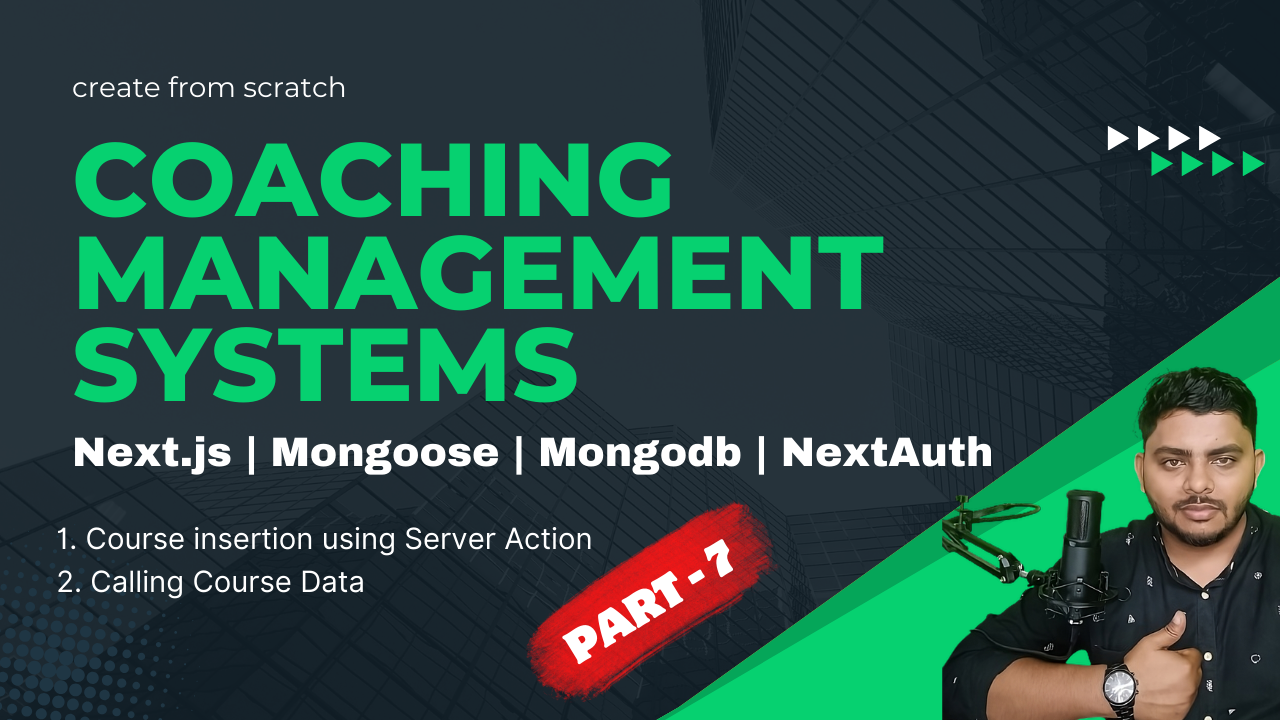 create from scratch
COACHING
MANAGEMENT
SYSTEMS
Next.js | Mongoose | Mongodb | NextAuth
1. Course insertion using Server Action
2. Calling Course Data
PART - 7